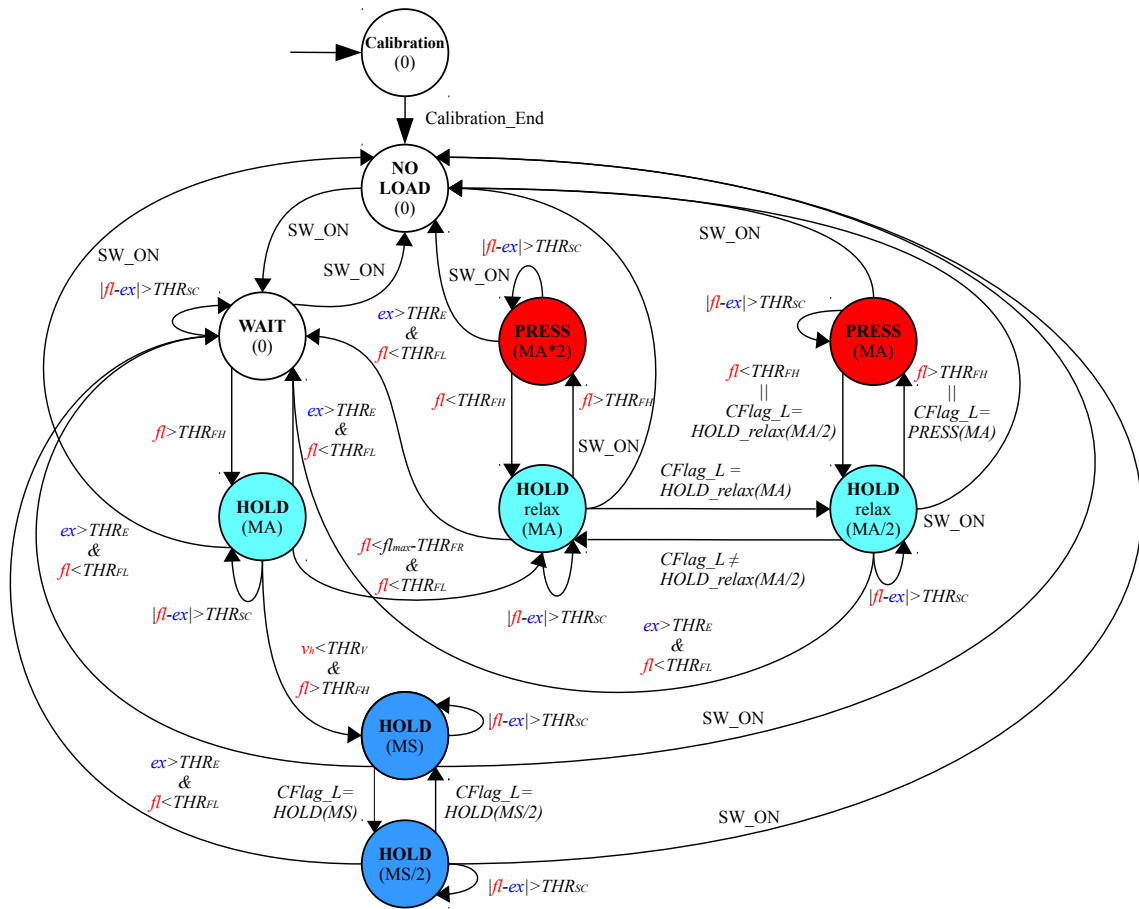 Calibration
(0)
Calibration_End
NO
LOAD
(0)
SW_ON
SW_ON
SW_ON
SW_ON
SW_ON
|fl-ex|>THRSC
|fl-ex|>THRSC
|fl-ex|>THRSC
WAIT
(0)
ex>THRE
&
fl<THRFL
PRESS
(MA*2)
PRESS
(MA)
fl>THRFH
ex>THRE
&
fl<THRFL
fl<THRFH
fl>THRFH
SW_ON
fl<THRFH
||
CFlag_L=
HOLD_relax(MA/2)
fl>THRFH
||
CFlag_L=
PRESS(MA)
HOLD
(MA)
HOLD
relax
(MA)
CFlag_L =
HOLD_relax(MA)
HOLD
relax
(MA/2)
SW_ON
ex>THRE
&
fl<THRFL
fl<flmax-THRFR
&
fl<THRFL
CFlag_L ≠
HOLD_relax(MA/2)
|fl-ex|>THRSC
|fl-ex|>THRSC
|fl-ex|>THRSC
vh<THRV
&
fl>THRFH
ex>THRE
&
fl<THRFL
HOLD
(MS)
|fl-ex|>THRSC
SW_ON
ex>THRE
&
fl<THRFL
CFlag_L=
HOLD(MS)
CFlag_L=
HOLD(MS/2)
SW_ON
HOLD
(MS/2)
|fl-ex|>THRSC